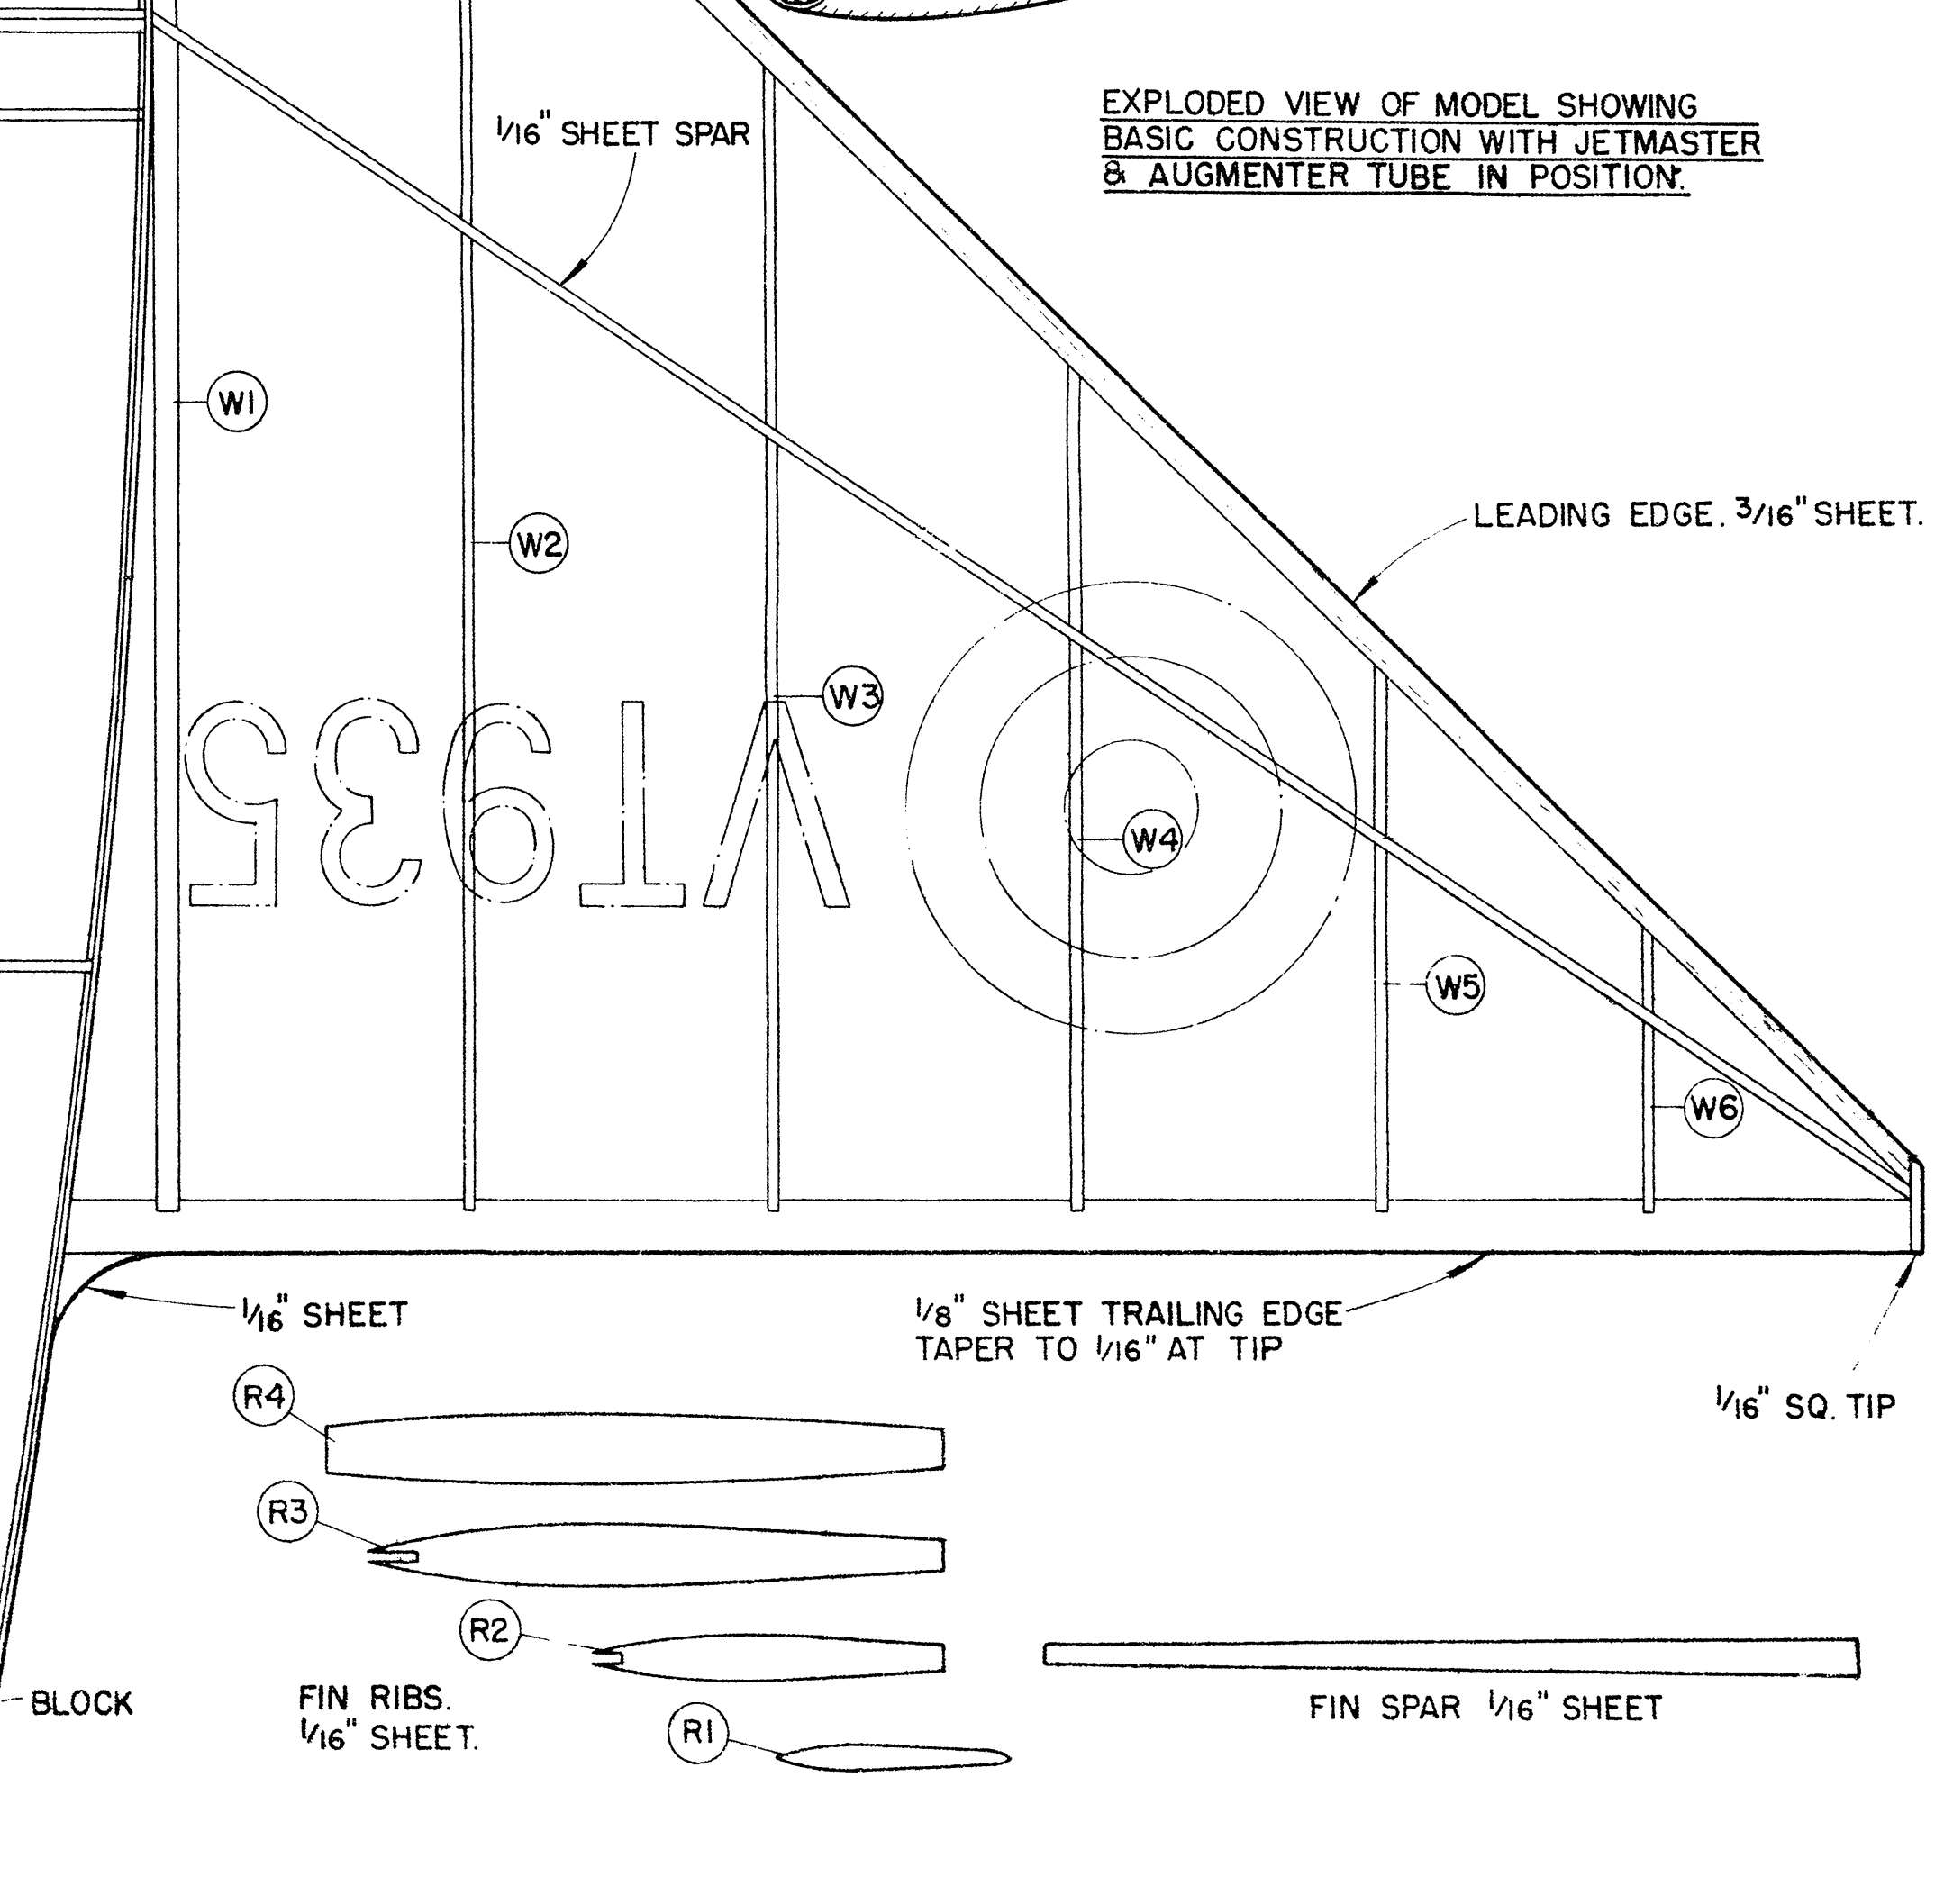 EXPLODED VIEW OF MODEL SHOWING
BASIC CONSTRUCTION WITH JETMASTER
& AUGMENTER TUBE IN POSITION.
1/16" SHEET SPAR
W1
LEADING EDGE. 3/16" SHEET.
W2
W3
VT935
W4
W5
W6
1/16" SHEET
1/8" SHEET TRAILING EDGE
TAPER TO 1/16" AT TIP
1/16" SQ. TIP
R4
R3
R2
BLOCK
FIN RIBS.
1/16" SHEET.
R1
FIN SPAR 1/16" SHEET